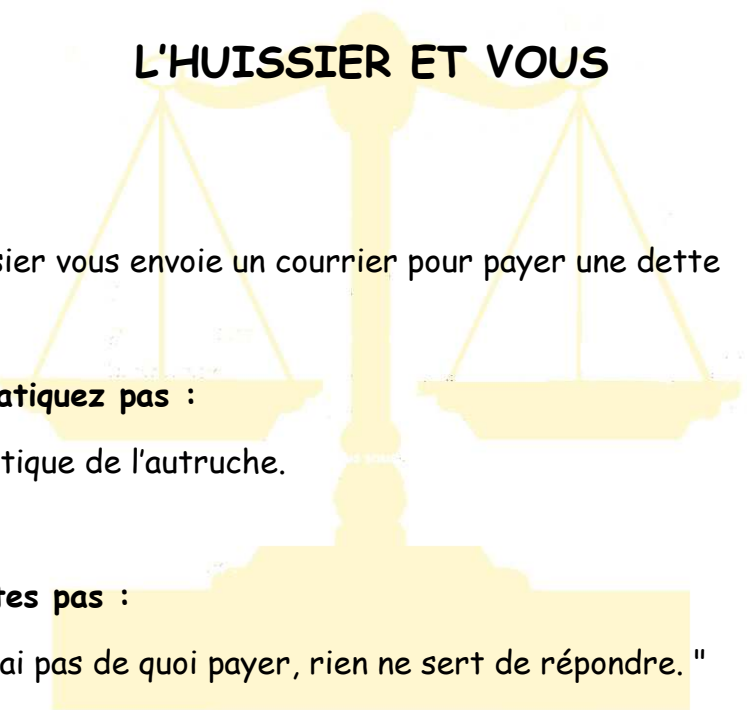 L'HUISSIER ET VOUS
sier vous envoie un courrier pour payer une dette
atiquez pas :
tique de l'autruche.
tes pas :
ai pas de quoi payer, rien ne sert de répondre. "